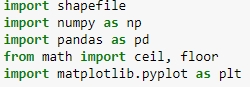 import shapefile
import numpy as np
import pandas as pd
from math import ceil, floor
import matplotlib.pyplot as plt